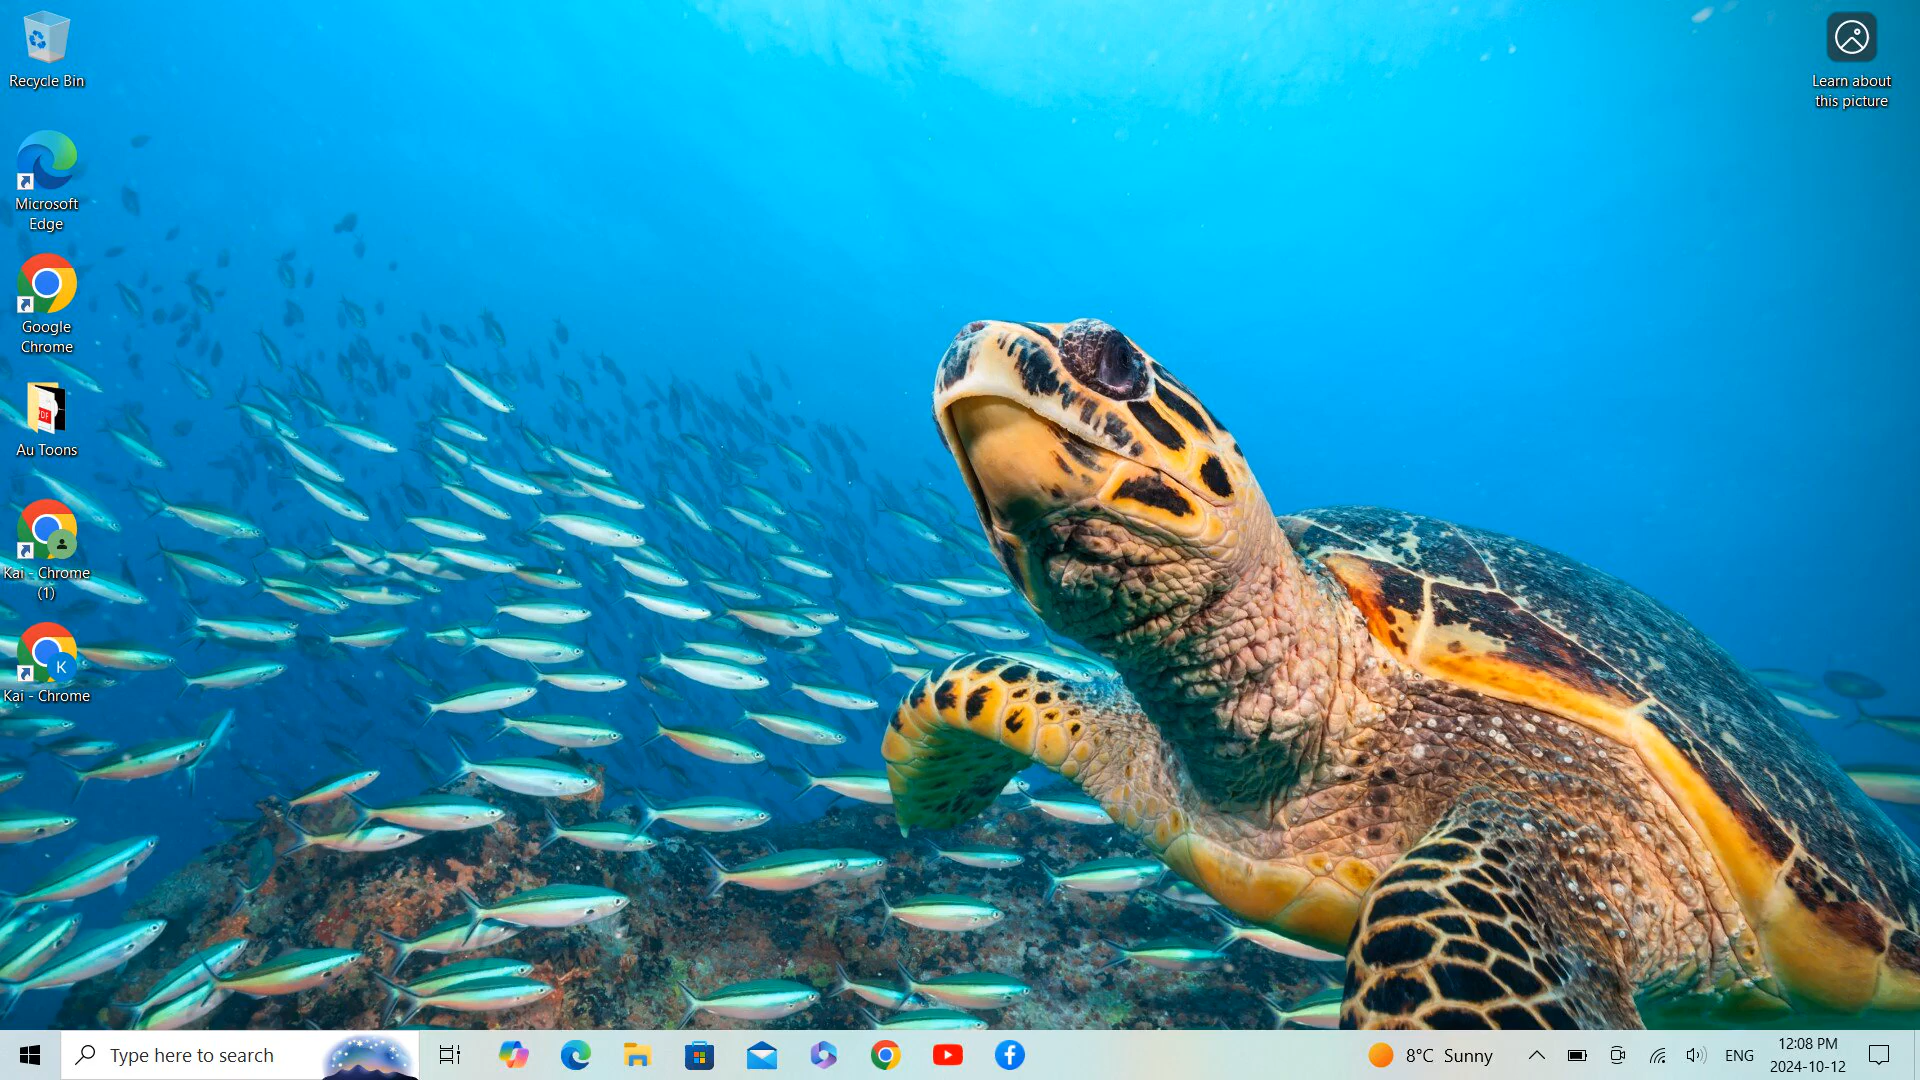 Recycle Bin
Learn about
this picture
Microsoft
Edge
Google
Chrome
PDF
Au Toons
Kai - Chrome
(1)
K
Kai - Chrome
Type here to search
8°C Sunny
ENG
12:08 PM
2024-10-12